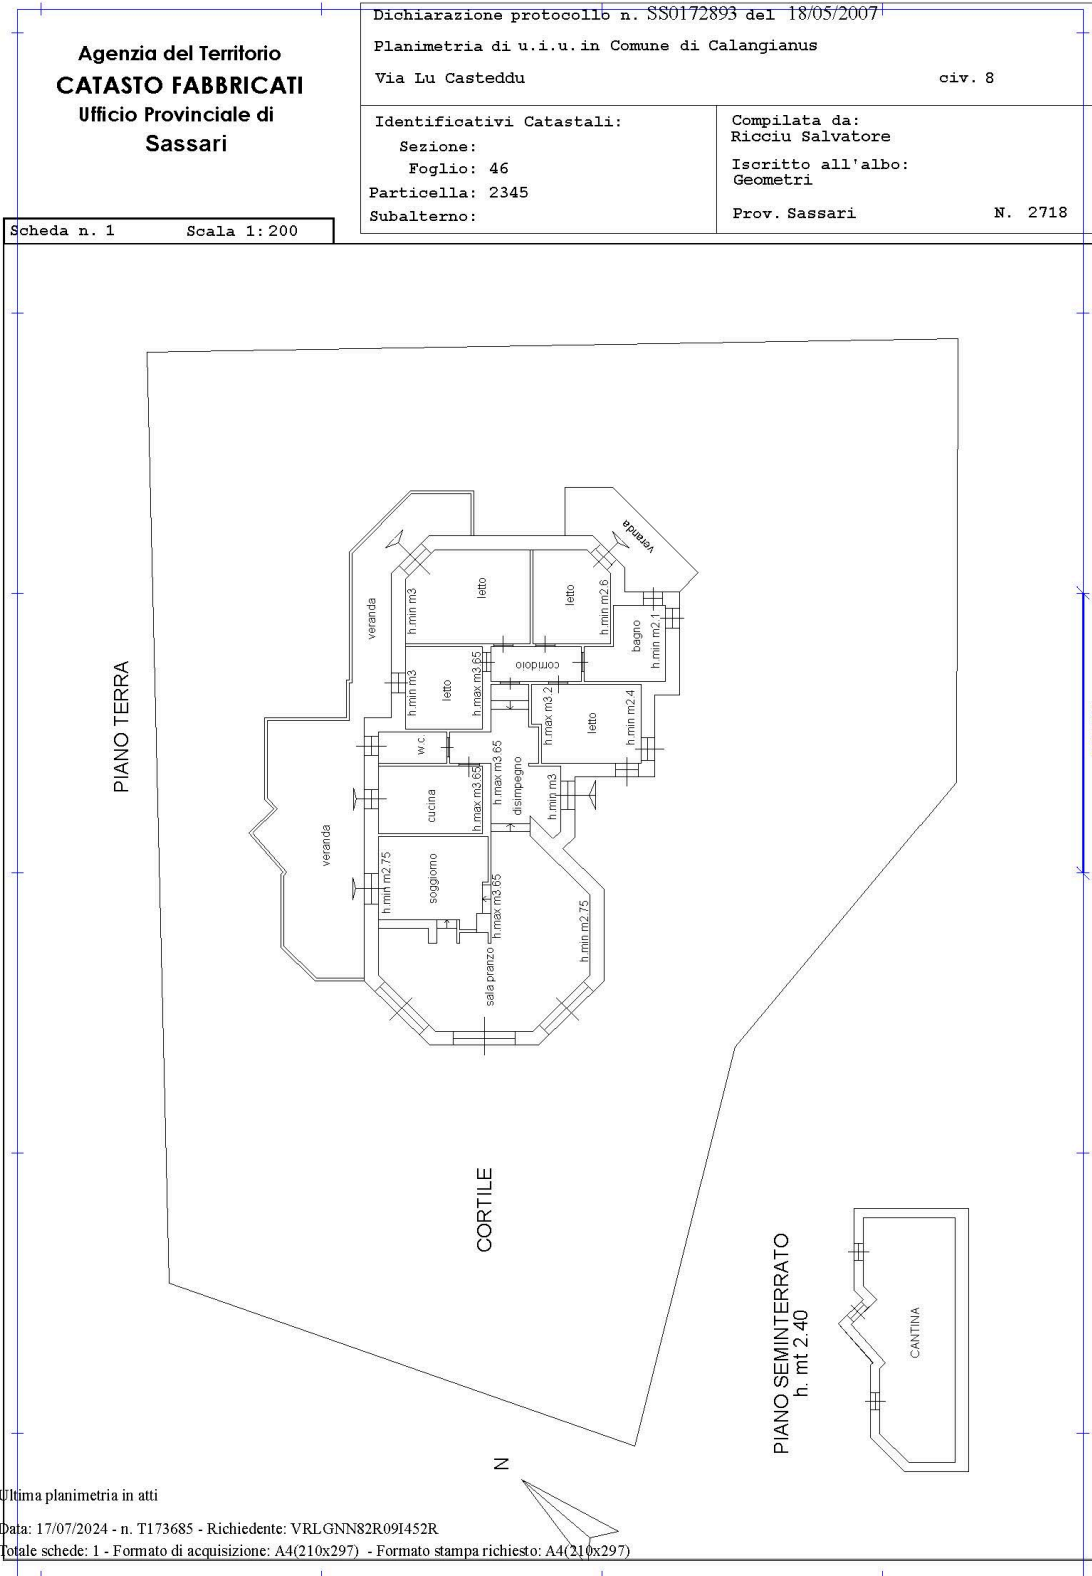 Agenzia del Territorio
CATASTO FABBRICATI
Ufficio Provinciale di
Sassari
Dichiarazione protocollo n. SS0172893 del 18/05/2007
Planimetria di u.i.u. in Comune di Calangianus
Via Lu Casteddu civ. 8
Identificativi Catastali:
Sezione:
Foglio: 46
Particella: 2345
Subalterno:
Compilata da:
Ricciu Salvatore
Iscritto all'albo:
Geometri
Prov. Sassari N. 2718
Scheda n. 1 Scala 1:200
PIANO TERRA
veranda
veranda
veranda
letto
h.min m3
letto
h.min m2.6
bagno
h.min m2.1
corridoio
letto
h.min m3
h.max m3.65
letto
h.max m3.2
h.min m2.4
w.c.
disimpegno
h.max m3.65
h.min m3
cucina
h.max m3.65
soggiorno
h.min m2.75
h.max m3.65
sala pranzo
h.min m2.75
CORTILE
PIANO SEMINTERRATO
h. mt 2.40
CANTINA
N
Ultima planimetria in atti
Data: 17/07/2024 - n. T173685 - Richiedente: VRLGNN82R09I452R
Totale schede: 1 - Formato di acquisizione: A4(210x297) - Formato stampa richiesto: A4(210x297)